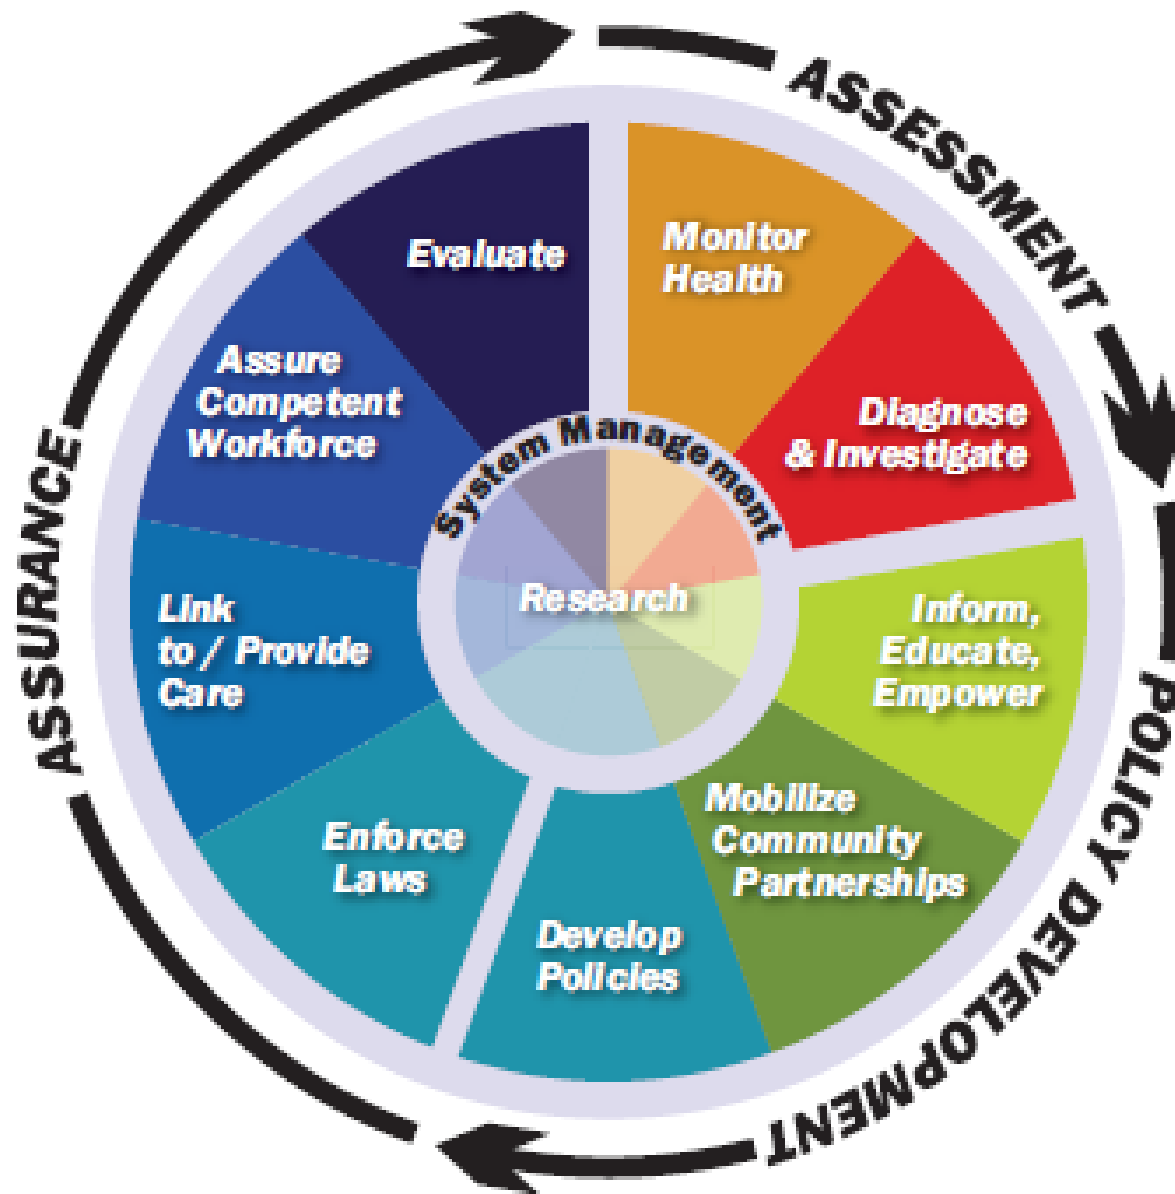 ASSESSMENT
Monitor
Health
Diagnose
& Investigate
POLICY DEVELOPMENT
Inform,
Educate,
Empower
Mobilize
Community
Partnerships
Develop
Policies
ASSURANCE
Enforce
Laws
Link
to / Provide
Care
Assure
Competent
Workforce
Evaluate
System Management
Research